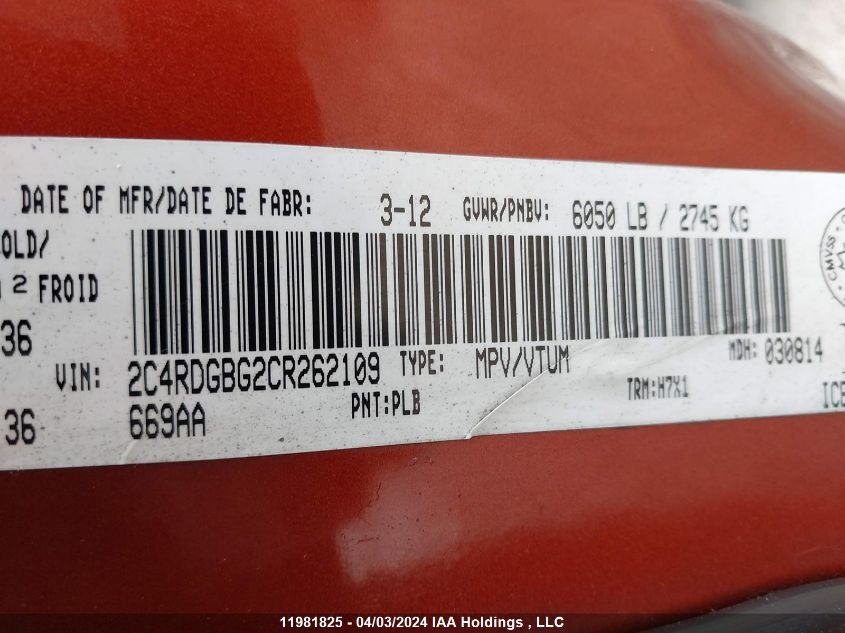 DATE OF MFR/DATE DE FABR: 3-12 GVWR/PNBV: 6050 LB / 2745 KG
OLD/
2 FROID
36
VIN: 2C4RDGBG2CR262109 TYPE: MPV/VTUM MDH: 030814
36 669AA PNT:PLB TRM:H7X1 ICE
CMVSS
11981825 - 04/03/2024 IAA Holdings , LLC